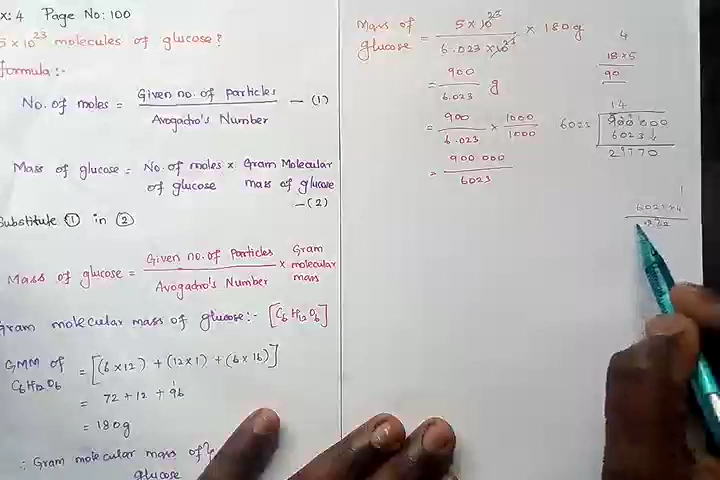 x: 4 Page No: 100
5 x 10²³ molecules of glucose?
formula :-
No. of moles = Given no. of Particles / Avogadro's Number — (1)
Mass of glucose = No. of moles x Gram Molecular
of glucose mass of glucose
— (2)
Substitute ① in ②
Mass of glucose = Given no. of Particles / Avogadro's Number x Gram molecular mass
Gram molecular mass of glucose :- [C₆H₁₂O₆]
GMM of C₆H₁₂O₆ = [(6 x 12) + (12 x 1) + (6 x 16)]
= 72 + 12 + 96
= 180g
∴ Gram molecular mass of
glucose
Mass of glucose = 5 x 10²³ / 6.023 x 10²³ x 180g
= 900 / 6.023 g
= 900 / 6.023 x 1000 / 1000
= 900 000 / 6023
4
18 x 5
90
14
900000
6023 ↓
29770
1
6023 x 4